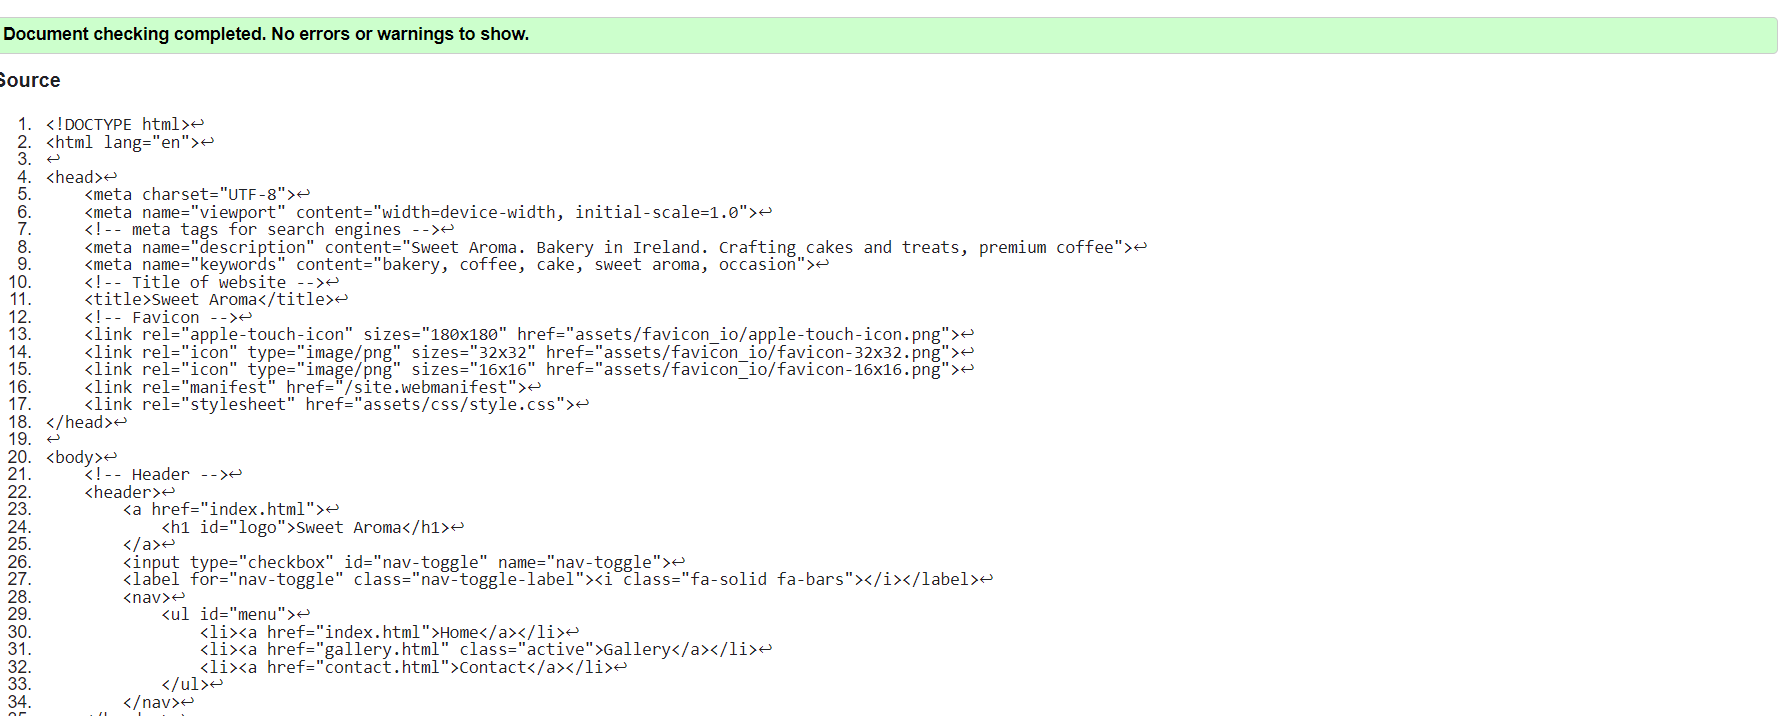 Document checking completed. No errors or warnings to show.
Source
1. <!DOCTYPE html>↩
2. <html lang="en">↩
3. ↩
4. <head>↩
5.     <meta charset="UTF-8">↩
6.     <meta name="viewport" content="width=device-width, initial-scale=1.0">↩
7.     <!-- meta tags for search engines -->↩
8.     <meta name="description" content="Sweet Aroma. Bakery in Ireland. Crafting cakes and treats, premium coffee">↩
9.     <meta name="keywords" content="bakery, coffee, cake, sweet aroma, occasion">↩
10.     <!-- Title of website -->↩
11.     <title>Sweet Aroma</title>↩
12.     <!-- Favicon -->↩
13.     <link rel="apple-touch-icon" sizes="180x180" href="assets/favicon_io/apple-touch-icon.png">↩
14.     <link rel="icon" type="image/png" sizes="32x32" href="assets/favicon_io/favicon-32x32.png">↩
15.     <link rel="icon" type="image/png" sizes="16x16" href="assets/favicon_io/favicon-16x16.png">↩
16.     <link rel="manifest" href="/site.webmanifest">↩
17.     <link rel="stylesheet" href="assets/css/style.css">↩
18. </head>↩
19. ↩
20. <body>↩
21.     <!-- Header -->↩
22.     <header>↩
23.         <a href="index.html">↩
24.             <h1 id="logo">Sweet Aroma</h1>↩
25.         </a>↩
26.         <input type="checkbox" id="nav-toggle" name="nav-toggle">↩
27.         <label for="nav-toggle" class="nav-toggle-label"><i class="fa-solid fa-bars"></i></label>↩
28.         <nav>↩
29.             <ul id="menu">↩
30.                 <li><a href="index.html">Home</a></li>↩
31.                 <li><a href="gallery.html" class="active">Gallery</a></li>↩
32.                 <li><a href="contact.html">Contact</a></li>↩
33.             </ul>↩
34.         </nav>↩